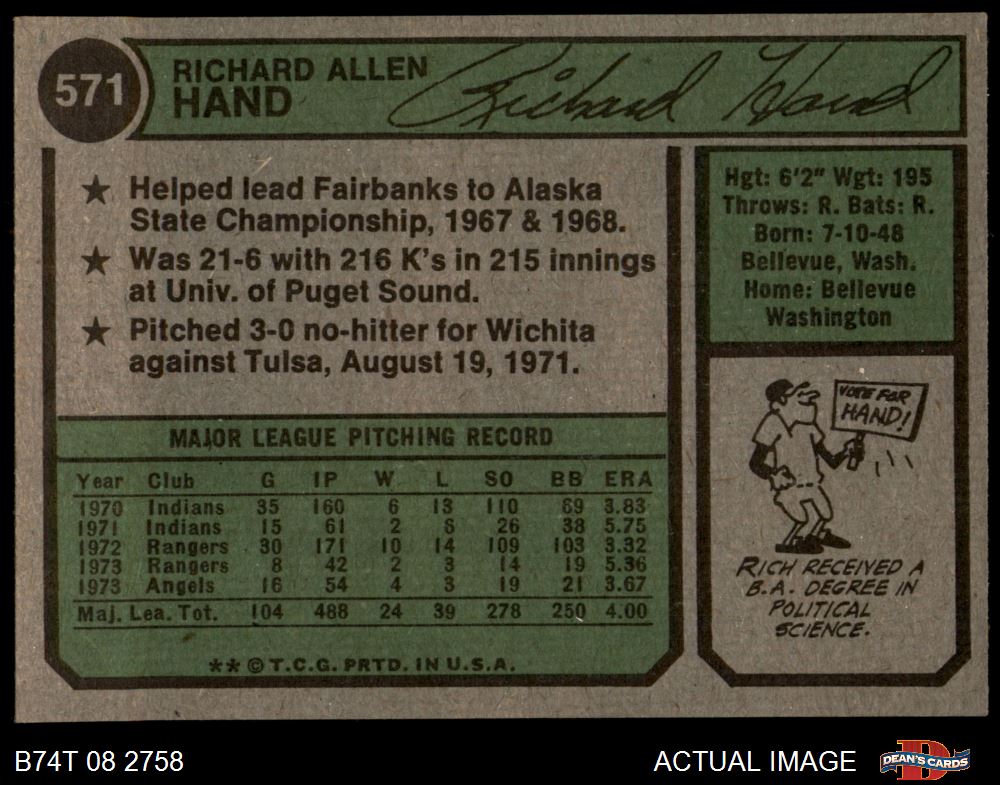 571
RICHARD ALLEN
HAND
Richard Hand
★ Helped lead Fairbanks to Alaska
State Championship, 1967 & 1968.
★ Was 21-6 with 216 K's in 215 innings
at Univ. of Puget Sound.
★ Pitched 3-0 no-hitter for Wichita
against Tulsa, August 19, 1971.
Hgt: 6'2" Wgt: 195
Throws: R. Bats: R.
Born: 7-10-48
Bellevue, Wash.
Home: Bellevue
Washington
MAJOR LEAGUE PITCHING RECORD
Year Club G IP W L SO BB ERA
1970 Indians 35 160 6 13 110 69 3.83
1971 Indians 15 61 2 6 26 38 5.75
1972 Rangers 30 171 10 14 109 103 3.32
1973 Rangers 8 42 2 3 14 19 5.36
1973 Angels 16 54 4 3 19 21 3.67
Maj. Lea. Tot. 104 488 24 39 278 250 4.00
** © T.C.G. PRTD. IN U.S.A.
VOTE FOR
HAND!
RICH RECEIVED A
B.A. DEGREE IN
POLITICAL
SCIENCE.
B74T 08 2758
ACTUAL IMAGE
D
DEAN'S CARDS